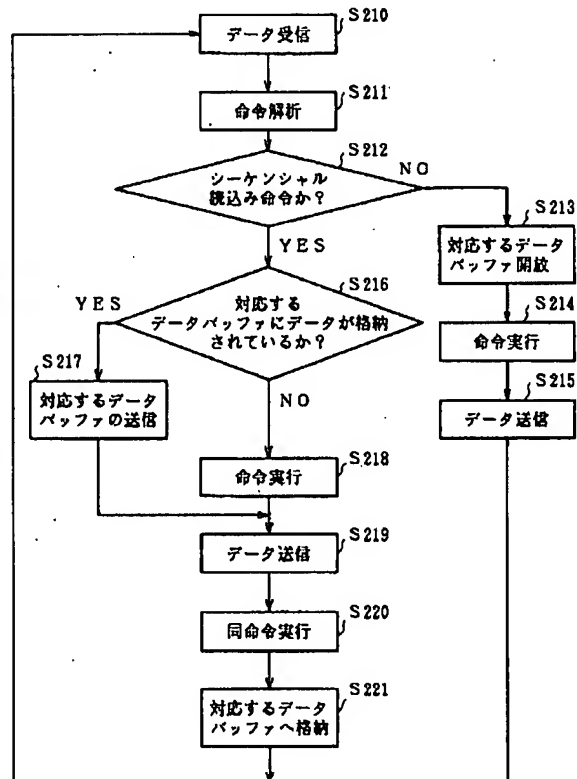 S210
データ受信
S211
命令解析
S212
シーケンシャル
読込み命令か?
NO
YES
S213
対応するデータ
バッファ開放
S214
命令実行
S215
データ送信
S216
対応する
データバッファにデータが格納
されているか?
YES
NO
S217
対応するデータ
バッファの送信
S218
命令実行
S219
データ送信
S220
同命令実行
S221
対応するデータ
バッファへ格納